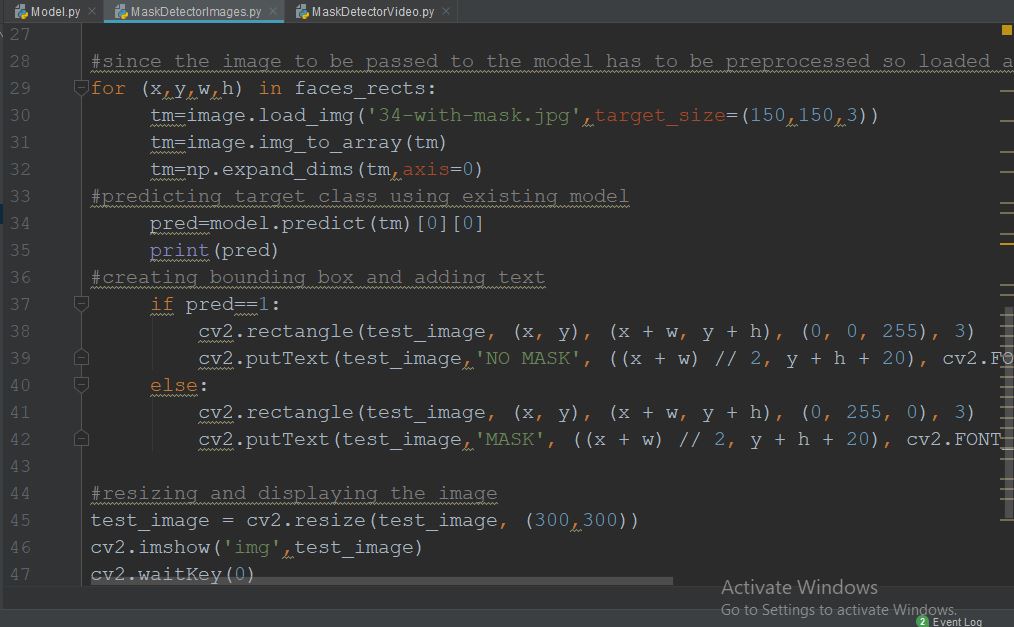 Model.py × MaskDetectorImages.py × MaskDetectorVideo.py ×
27
28 #since the image to be passed to the model has to be preprocessed so loaded a
29 for (x,y,w,h) in faces_rects:
30 tm=image.load_img('34-with-mask.jpg',target_size=(150,150,3))
31 tm=image.img_to_array(tm)
32 tm=np.expand_dims(tm,axis=0)
33 #predicting target class using existing model
34 pred=model.predict(tm)[0][0]
35 print(pred)
36 #creating bounding box and adding text
37 if pred==1:
38 cv2.rectangle(test_image, (x, y), (x + w, y + h), (0, 0, 255), 3)
39 cv2.putText(test_image,'NO MASK', ((x + w) // 2, y + h + 20), cv2.FO
40 else:
41 cv2.rectangle(test_image, (x, y), (x + w, y + h), (0, 255, 0), 3)
42 cv2.putText(test_image,'MASK', ((x + w) // 2, y + h + 20), cv2.FONT
43
44 #resizing and displaying the image
45 test_image = cv2.resize(test_image, (300,300))
46 cv2.imshow('img',test_image)
47 cv2.waitKey(0)
Activate Windows
Go to Settings to activate Windows.
2 Event Log